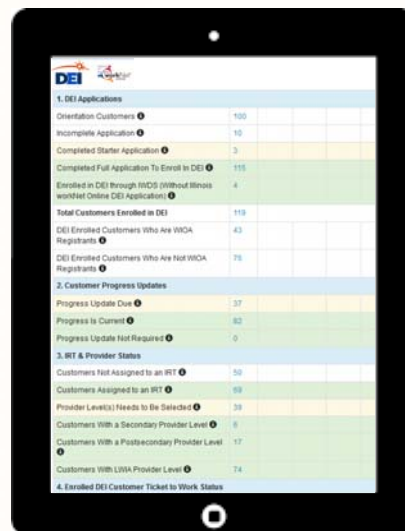 DEI workNet
1. DEI Applications
Orientation Customers 100
Incomplete Application 10
Completed Starter Application 3
Completed Full Application To Enroll In DEI 115
Enrolled in DEI through IWDS (Without Illinois 4
workNet Online DEI Application)
Total Customers Enrolled in DEI 119
DEI Enrolled Customers Who Are WIOA 43
Registrants
DEI Enrolled Customers Who Are Not WIOA 76
Registrants
2. Customer Progress Updates
Progress Update Due 37
Progress Is Current 82
Progress Update Not Required 0
3. IRT & Provider Status
Customers Not Assigned to an IRT 50
Customers Assigned to an IRT 69
Provider Level(s) Needs to Be Selected 39
Customers With a Secondary Provider Level 6
Customers With a Postsecondary Provider Level 17
Customers With LWIA Provider Level 74
4. Enrolled DEI Customer Ticket to Work Status